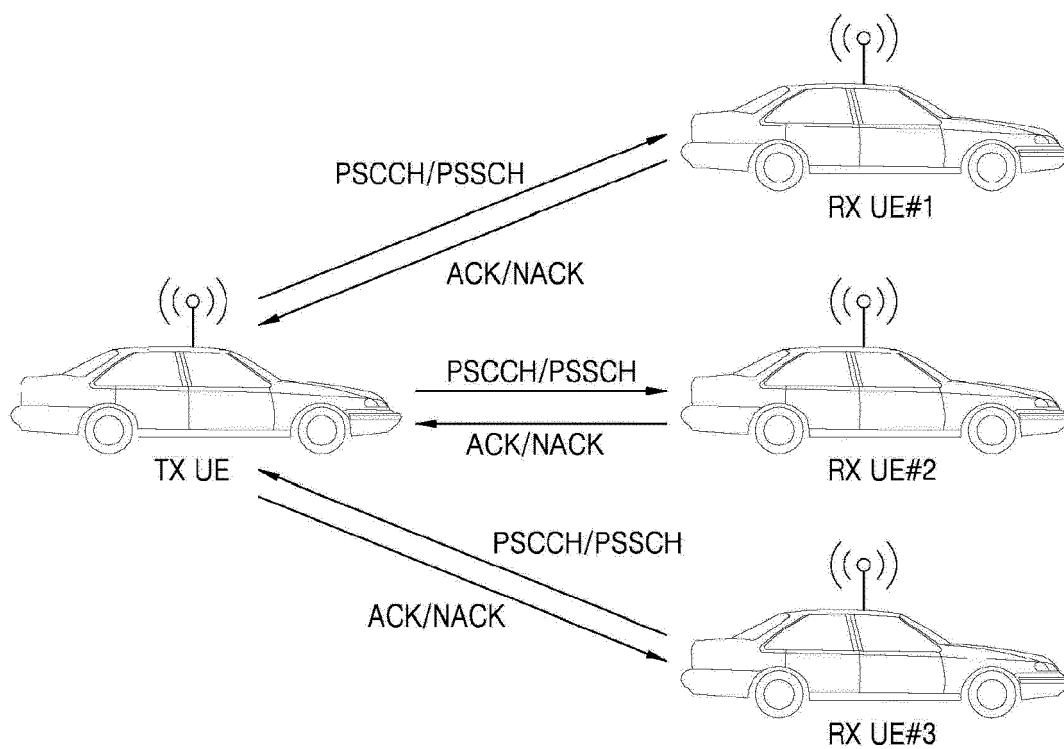 PSCCH/PSSCH
RX UE#1
ACK/NACK
PSCCH/PSSCH
ACK/NACK
TX UE
RX UE#2
PSCCH/PSSCH
ACK/NACK
RX UE#3